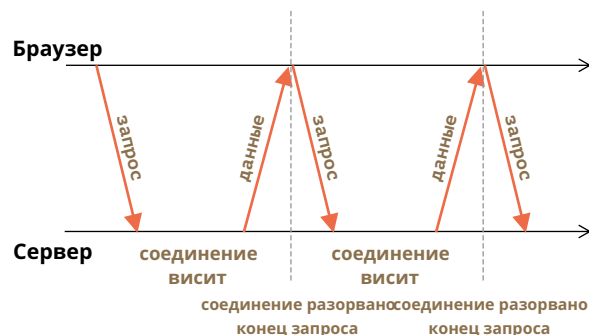 Браузер
запрос
данные
запрос
данные
запрос
Сервер
соединение
висит
соединение
висит
соединение разорвано
конец запроса
соединение разорвано
конец запроса